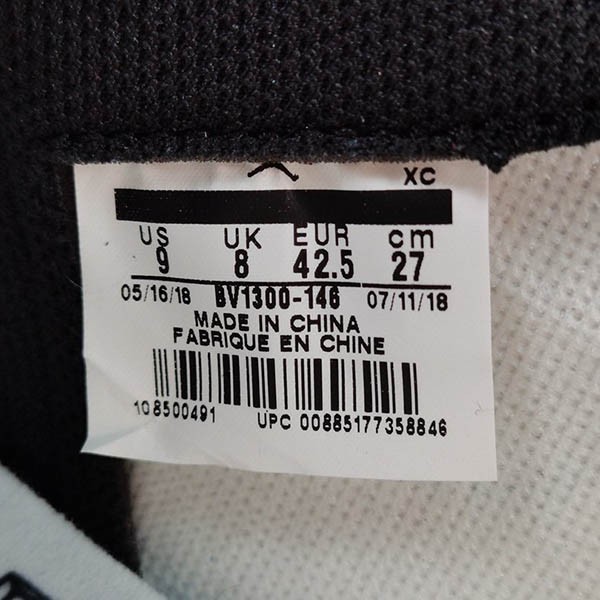 XC
US UK EUR cm
9 8 42.5 27
05/16/18 BV1300-146 07/11/18
MADE IN CHINA
FABRIQUE EN CHINE
108500491 UPC 00885177358846